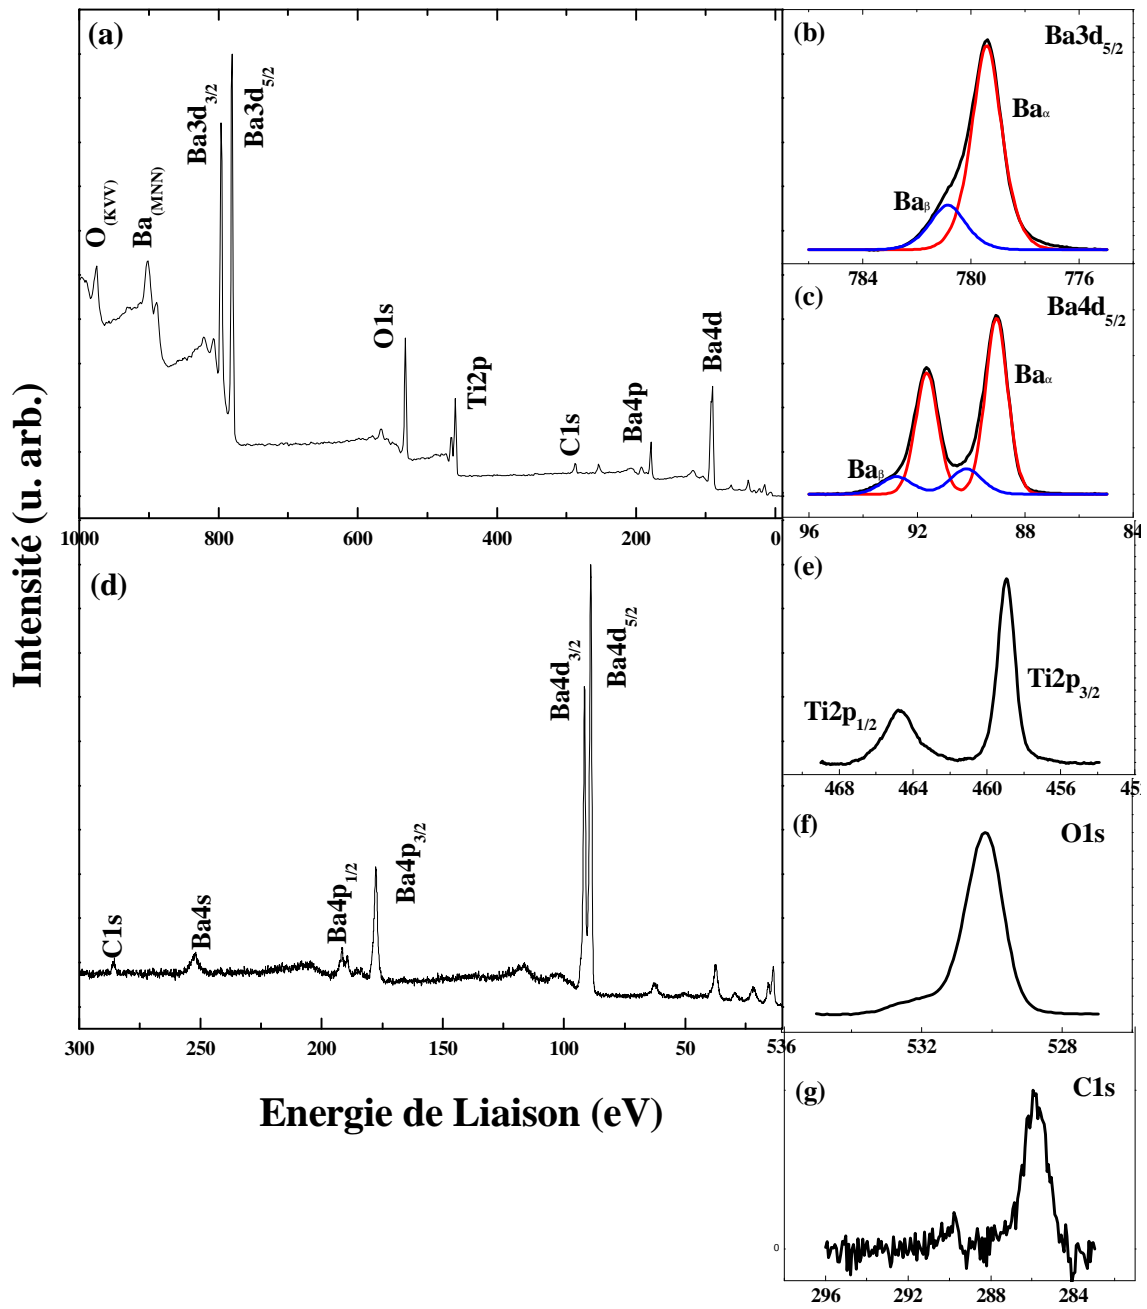 Intensité (u. arb.)
(a)
O(KVV)
Ba(MNN)
Ba3d3/2
Ba3d5/2
O1s
Ti2p
C1s
Ba4p
Ba4d
1000 800 600 400 200 0
(b)
Ba3d5/2
Baα
Baβ
784 780 776
(c)
Ba4d5/2
Baα
Baβ
96 92 88 84
(d)
C1s
Ba4s
Ba4p1/2
Ba4p3/2
Ba4d3/2
Ba4d5/2
300 250 200 150 100 50
Energie de Liaison (eV)
(e)
Ti2p1/2
Ti2p3/2
468 464 460 456 452
(f)
O1s
536 532 528
(g)
C1s
0
296 292 288 284